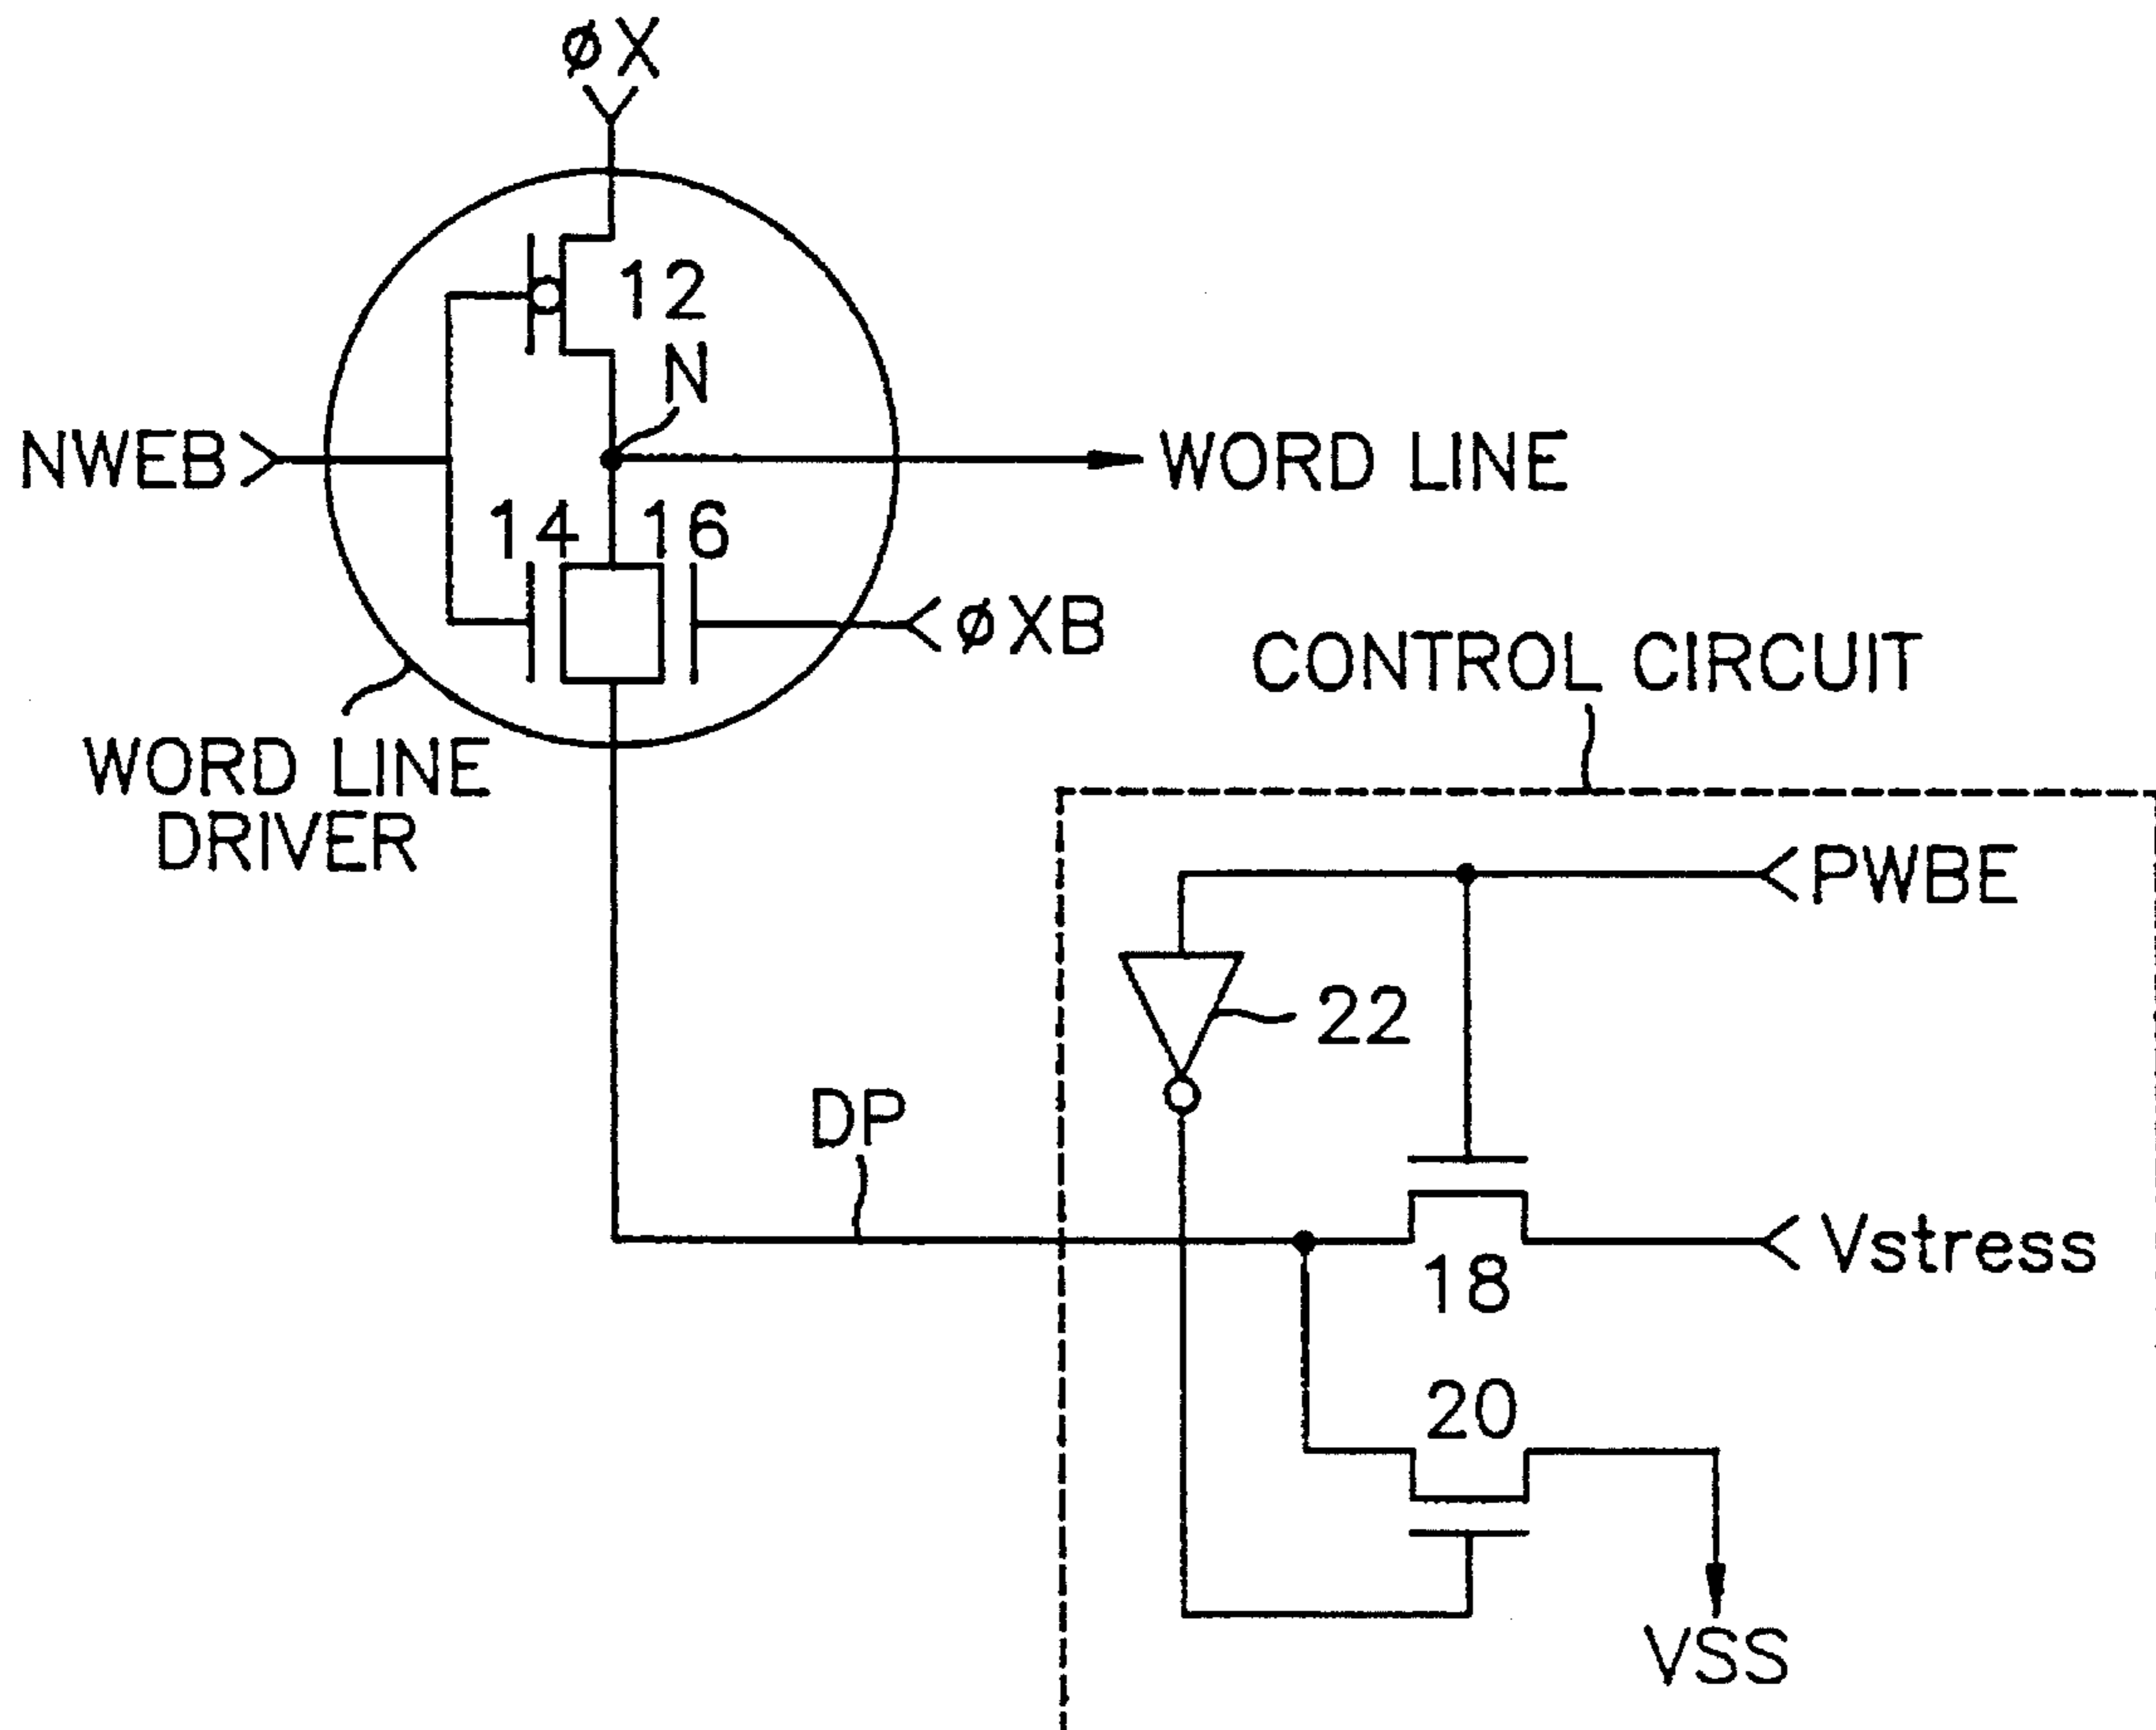 øX
12
N
NWEB
WORD LINE
14
16
øXB
CONTROL CIRCUIT
WORD LINE
DRIVER
PWBE
22
DP
Vstress
18
20
VSS